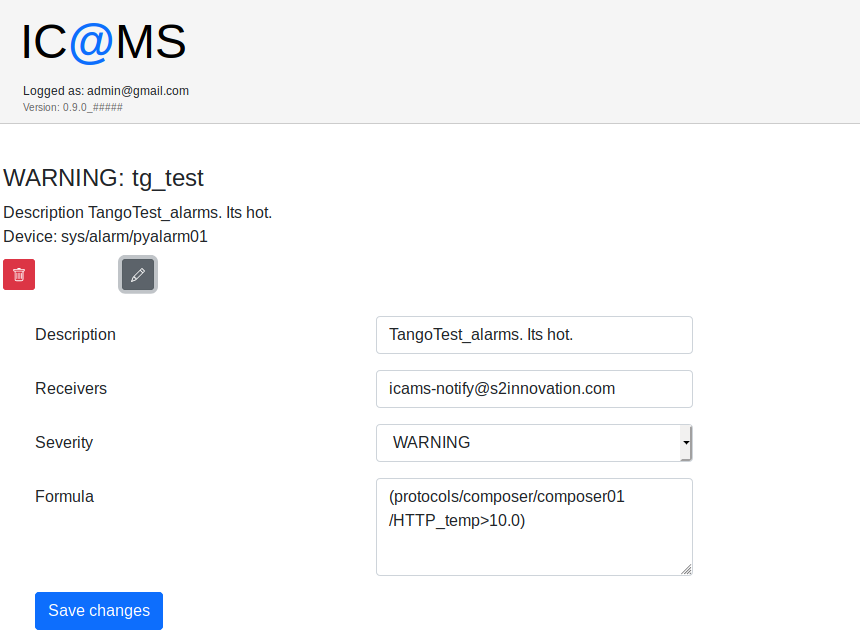 IC@MS
Logged as: admin@gmail.com
Version: 0.9.0_#####
WARNING: tg_test
Description TangoTest_alarms. Its hot.
Device: sys/alarm/pyalarm01
Description
TangoTest_alarms. Its hot.
Receivers
icams-notify@s2innovation.com
Severity
WARNING
Formula
(protocols/composer/composer01
/HTTP_temp>10.0)
Save changes